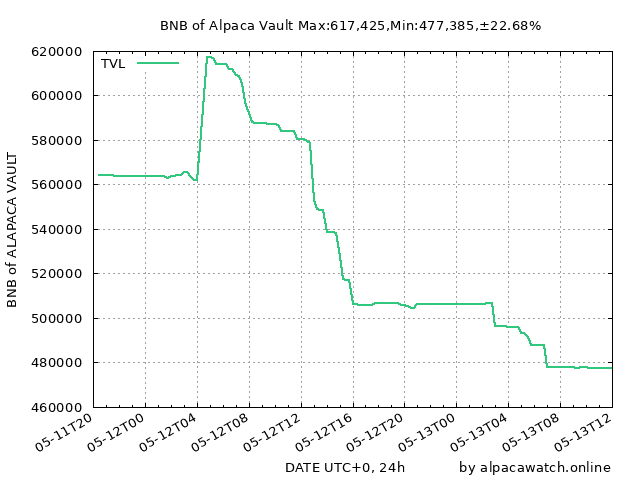 BNB of Alpaca Vault Max:617,425,Min:477,385,±22.68%
TVL
620000
600000
580000
560000
540000
520000
500000
480000
460000
BNB of ALAPACA VAULT
05-11T20
05-12T00
05-12T04
05-12T08
05-12T12
05-12T16
05-12T20
05-13T00
05-13T04
05-13T08
05-13T12
DATE UTC+0, 24h
by alpacawatch.online